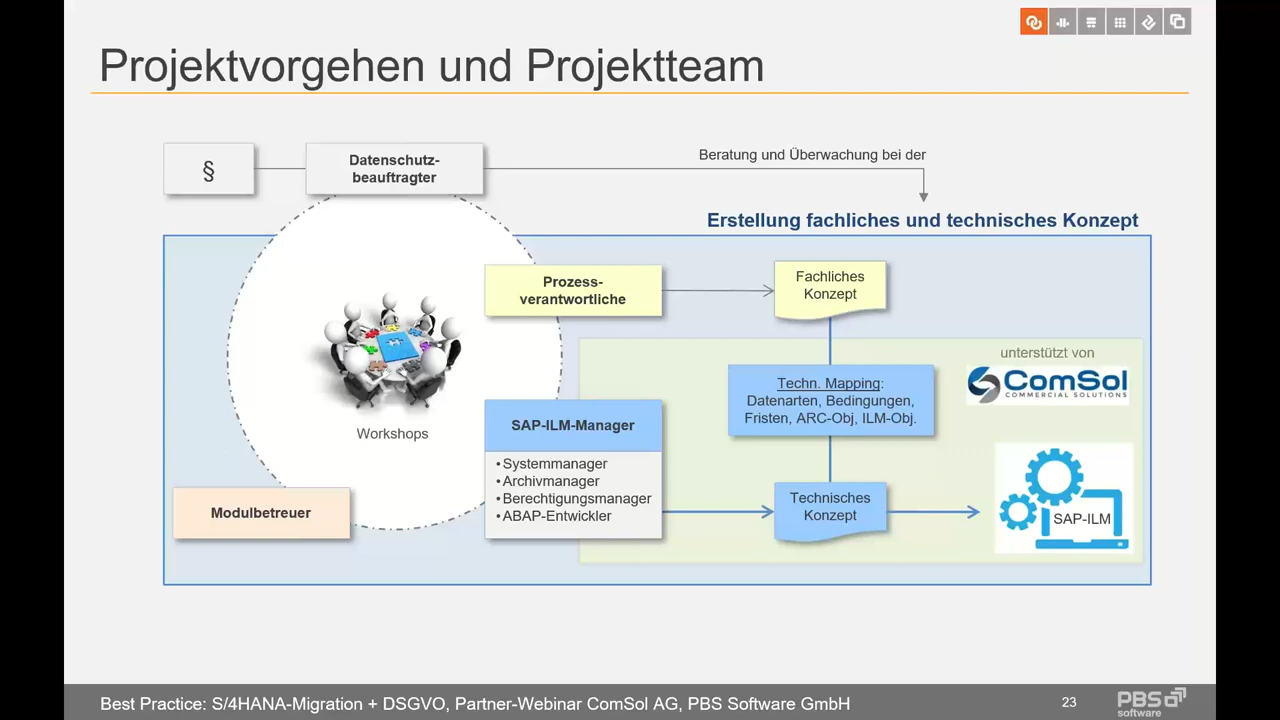 Projektvorgehen und Projektteam
§
Datenschutz-
beauftragter
Beratung und Überwachung bei der
Erstellung fachliches und technisches Konzept
Prozess-
verantwortliche
Fachliches
Konzept
unterstützt von
ComSol
COMMERCIAL SOLUTIONS
Techn. Mapping:
Datenarten, Bedingungen,
Fristen, ARC-Obj, ILM-Obj.
Workshops
SAP-ILM-Manager
•Systemmanager
•Archivmanager
•Berechtigungsmanager
•ABAP-Entwickler
Modulbetreuer
Technisches
Konzept
SAP-ILM
Best Practice: S/4HANA-Migration + DSGVO, Partner-Webinar ComSol AG, PBS Software GmbH
23
PBS
software